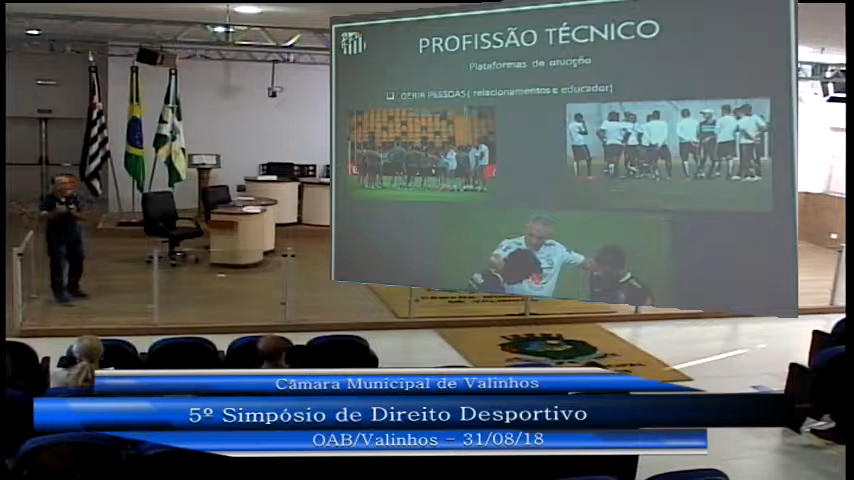 PROFISSÃO TÉCNICO
Plataformas de atuação
GERIR PESSOAS( relacionamentos e educador)
Câmara Municipal de Valinhos
5º Simpósio de Direito Desportivo
OAB/Valinhos - 31/08/18